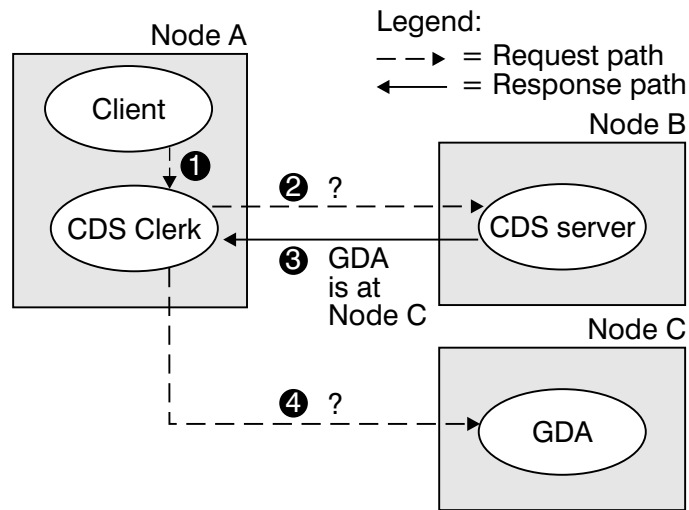 Legend:
= Request path
= Response path
Node A
Client
1
CDS Clerk
2 ?
3 GDA
is at
Node C
4 ?
Node B
CDS server
Node C
GDA